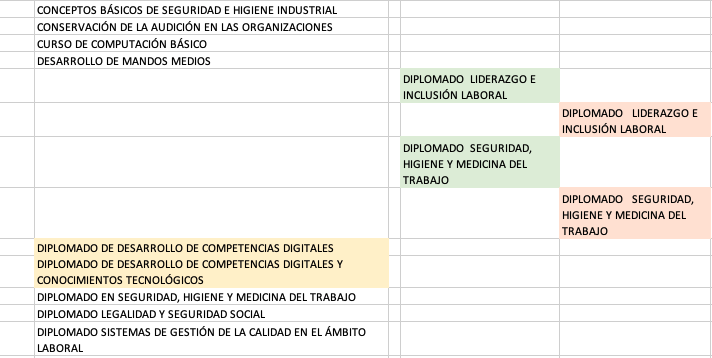 CONCEPTOS BÁSICOS DE SEGURIDAD E HIGIENE INDUSTRIAL
CONSERVACIÓN DE LA AUDICIÓN EN LAS ORGANIZACIONES
CURSO DE COMPUTACIÓN BÁSICO
DESARROLLO DE MANDOS MEDIOS
DIPLOMADO LIDERAZGO E
INCLUSIÓN LABORAL
DIPLOMADO LIDERAZGO E
INCLUSIÓN LABORAL
DIPLOMADO SEGURIDAD,
HIGIENE Y MEDICINA DEL
TRABAJO
DIPLOMADO SEGURIDAD,
HIGIENE Y MEDICINA DEL
TRABAJO
DIPLOMADO DE DESARROLLO DE COMPETENCIAS DIGITALES
DIPLOMADO DE DESARROLLO DE COMPETENCIAS DIGITALES Y
CONOCIMIENTOS TECNOLÓGICOS
DIPLOMADO EN SEGURIDAD, HIGIENE Y MEDICINA DEL TRABAJO
DIPLOMADO LEGALIDAD Y SEGURIDAD SOCIAL
DIPLOMADO SISTEMAS DE GESTIÓN DE LA CALIDAD EN EL ÁMBITO
LABORAL